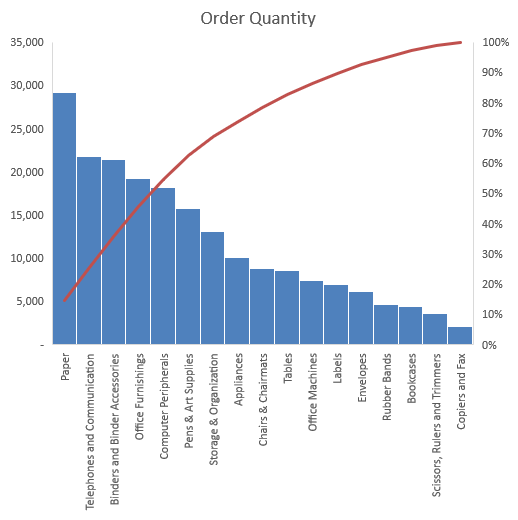 Order Quantity
35,000
30,000
25,000
20,000
15,000
10,000
5,000
-
100%
90%
80%
70%
60%
50%
40%
30%
20%
10%
0%
Paper
Telephones and Communication
Binders and Binder Accessories
Office Furnishings
Computer Peripherals
Pens & Art Supplies
Storage & Organization
Appliances
Chairs & Chairmats
Tables
Office Machines
Labels
Envelopes
Rubber Bands
Bookcases
Scissors, Rulers and Trimmers
Copiers and Fax